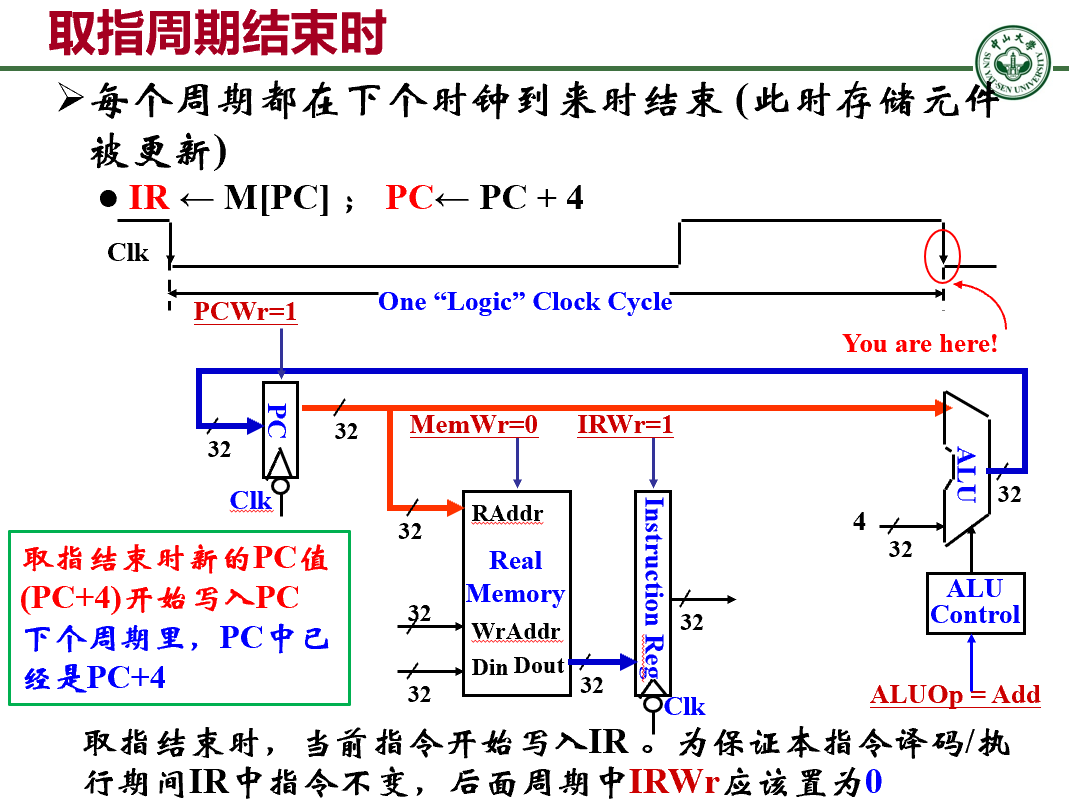 取指周期结束时
中山大学
SUN YAT-SEN UNIVERSITY
➢每个周期都在下个时钟到来时结束 (此时存储元件
被更新)
● IR ← M[PC] ； PC← PC + 4
Clk
One “Logic” Clock Cycle
PCWr=1
You are here!
PC
32
32
MemWr=0
IRWr=1
Clk
32
RAddr
Real
Memory
32
WrAddr
Din
Dout
32
32
Instruction Reg
32
Clk
ALU
32
4
32
ALU
Control
ALUOp = Add
取指结束时新的PC值
(PC+4)开始写入PC
下个周期里，PC中已
经是PC+4
取指结束时，当前指令开始写入IR 。为保证本指令译码/执
行期间IR中指令不变，后面周期中IRWr应该置为0